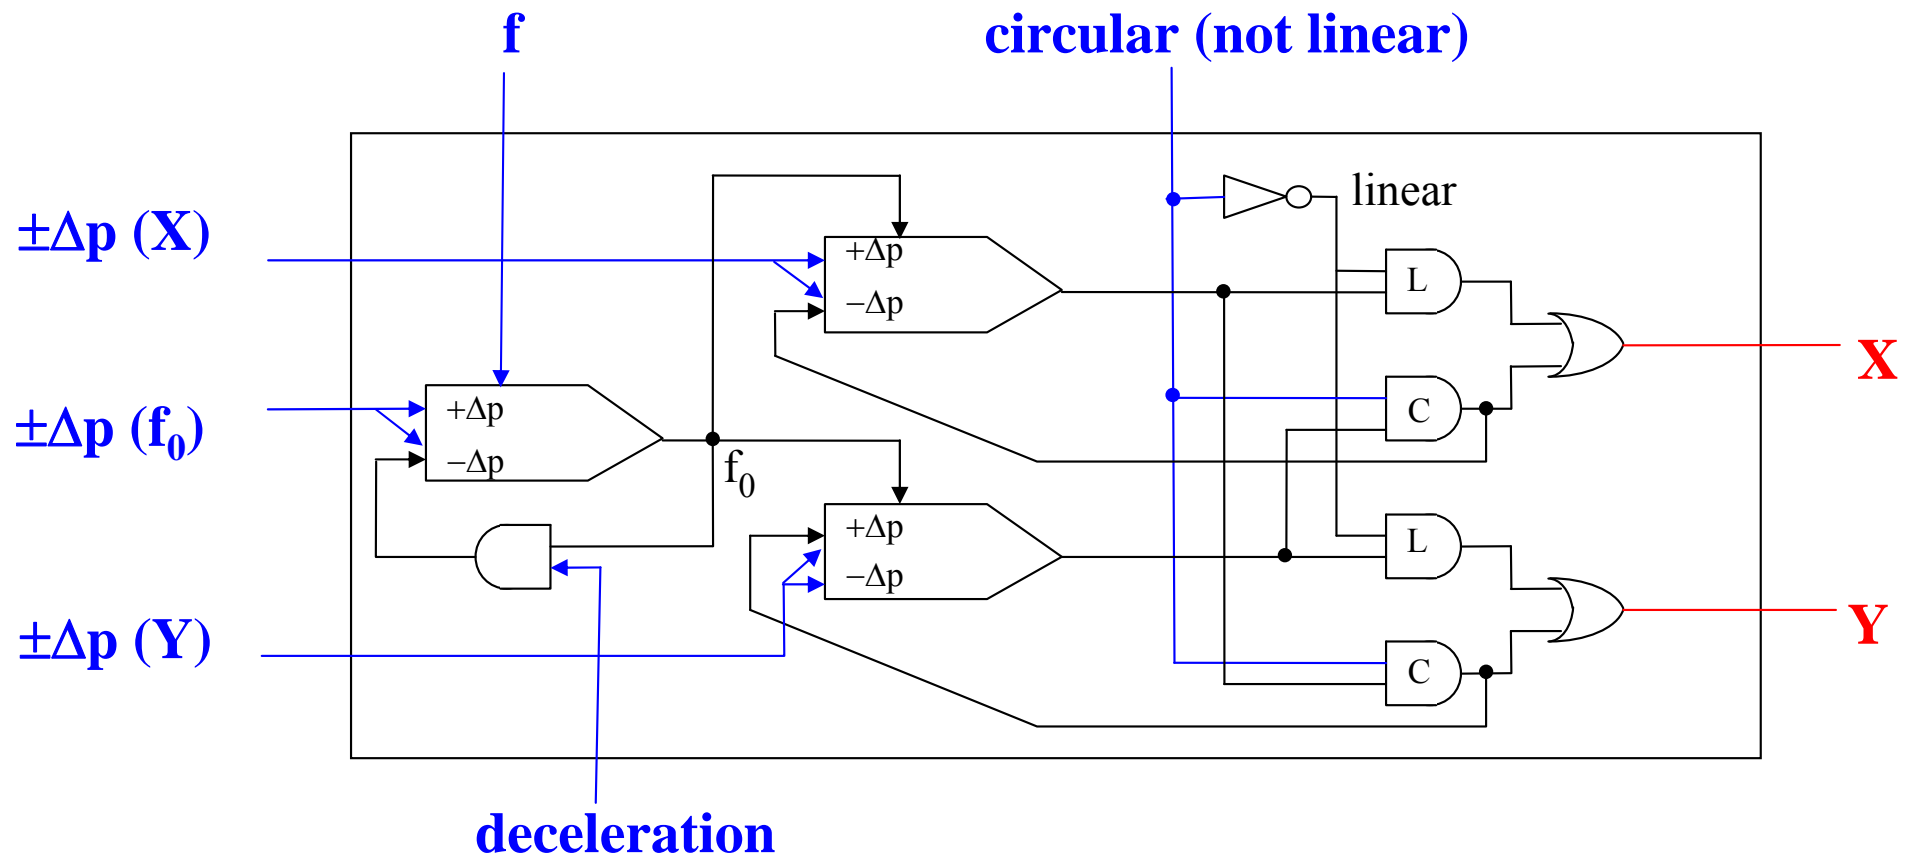 f
circular (not linear)
±Δp (X)
linear
+Δp
−Δp
L
X
±Δp (f₀)
+Δp
−Δp
C
f₀
+Δp
−Δp
L
±Δp (Y)
Y
C
deceleration